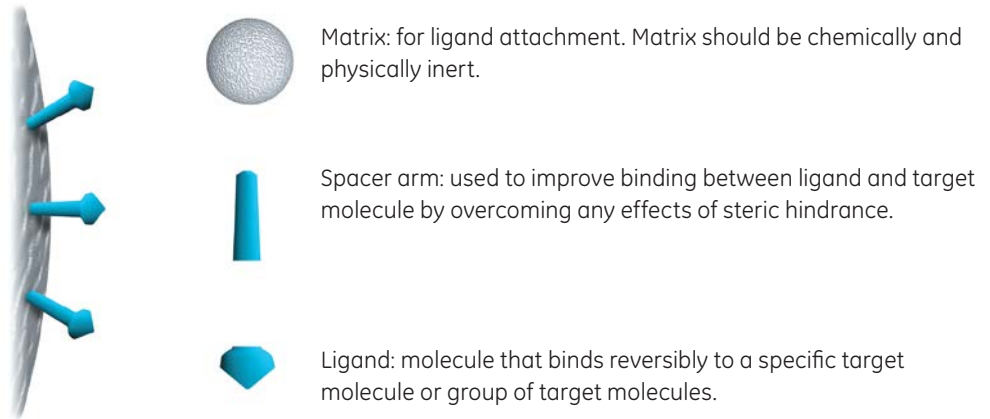 Matrix: for ligand attachment. Matrix should be chemically and
physically inert.
Spacer arm: used to improve binding between ligand and target
molecule by overcoming any effects of steric hindrance.
Ligand: molecule that binds reversibly to a specific target
molecule or group of target molecules.